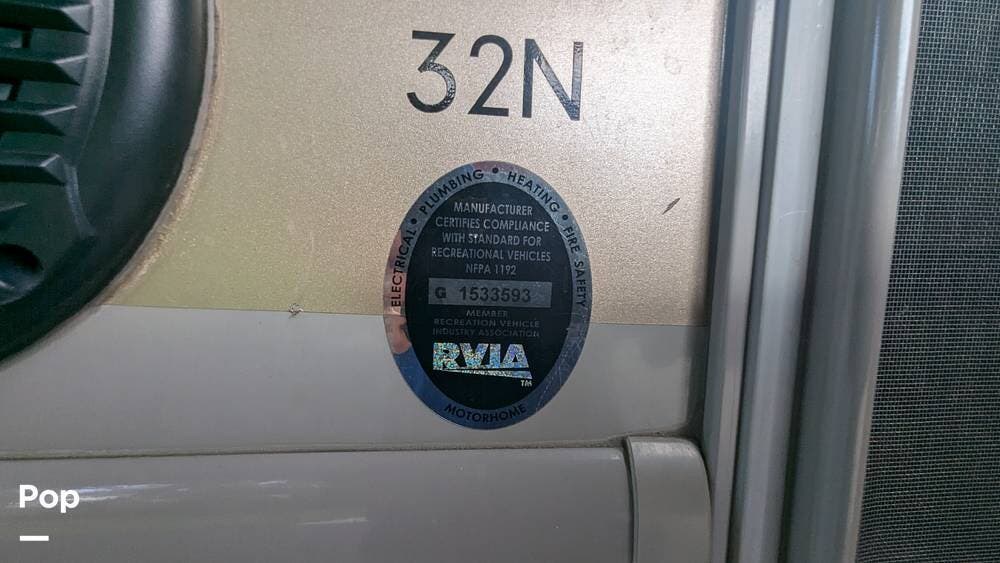 32N
ELECTRICAL • PLUMBING • HEATING • FIRE SAFETY
MANUFACTURER
CERTIFIES COMPLIANCE
WITH STANDARD FOR
RECREATIONAL VEHICLES
NFPA 1192
G 1533593
MEMBER
RECREATION VEHICLE
INDUSTRY ASSOCIATION
RVIA
TM
MOTORHOME
Pop